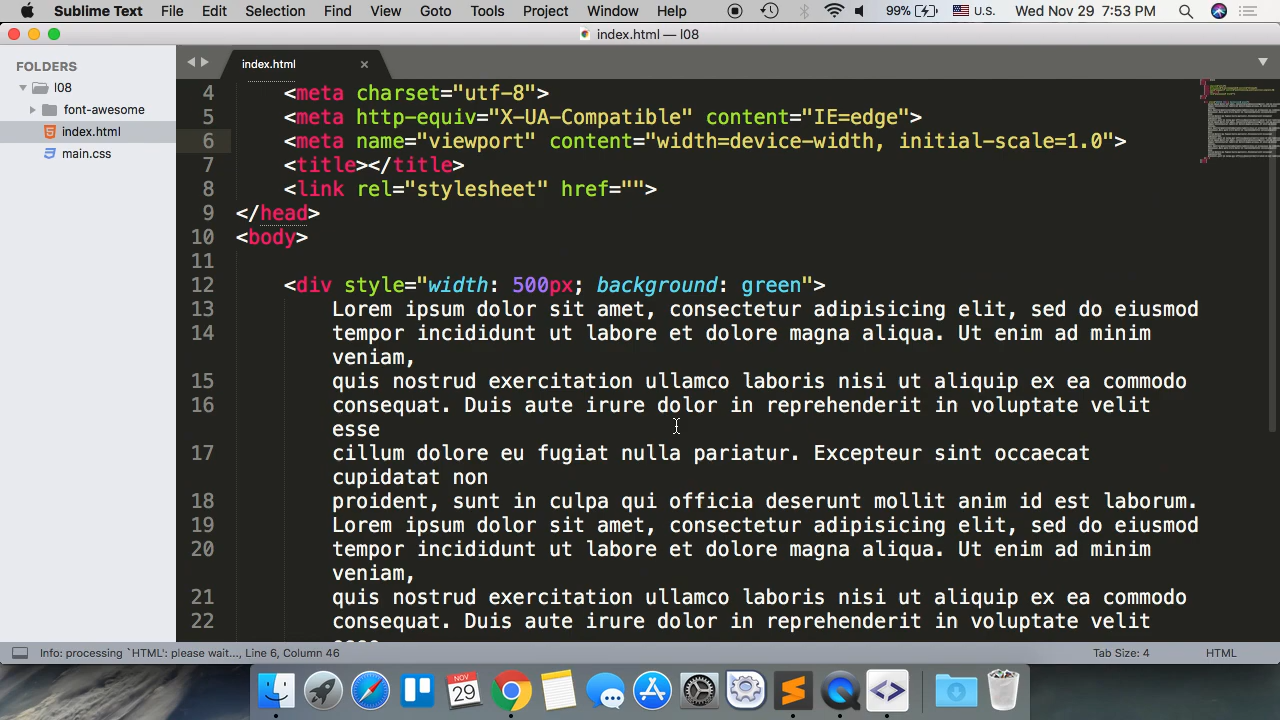 Sublime Text File Edit Selection Find View Goto Tools Project Window Help 99% U.S. Wed Nov 29 7:53 PM
index.html — l08
FOLDERS
l08
font-awesome
index.html
main.css
index.html
4 <meta charset="utf-8">
5 <meta http-equiv="X-UA-Compatible" content="IE=edge">
6 <meta name="viewport" content="width=device-width, initial-scale=1.0">
7 <title></title>
8 <link rel="stylesheet" href="">
9 </head>
10 <body>
11
12 <div style="width: 500px; background: green">
13 Lorem ipsum dolor sit amet, consectetur adipisicing elit, sed do eiusmod
14 tempor incididunt ut labore et dolore magna aliqua. Ut enim ad minim
veniam,
15 quis nostrud exercitation ullamco laboris nisi ut aliquip ex ea commodo
16 consequat. Duis aute irure dolor in reprehenderit in voluptate velit
esse
17 cillum dolore eu fugiat nulla pariatur. Excepteur sint occaecat
cupidatat non
18 proident, sunt in culpa qui officia deserunt mollit anim id est laborum.
19 Lorem ipsum dolor sit amet, consectetur adipisicing elit, sed do eiusmod
20 tempor incididunt ut labore et dolore magna aliqua. Ut enim ad minim
veniam,
21 quis nostrud exercitation ullamco laboris nisi ut aliquip ex ea commodo
22 consequat. Duis aute irure dolor in reprehenderit in voluptate velit
Info: processing `HTML': please wait..., Line 6, Column 46 Tab Size: 4 HTML
NOV
29